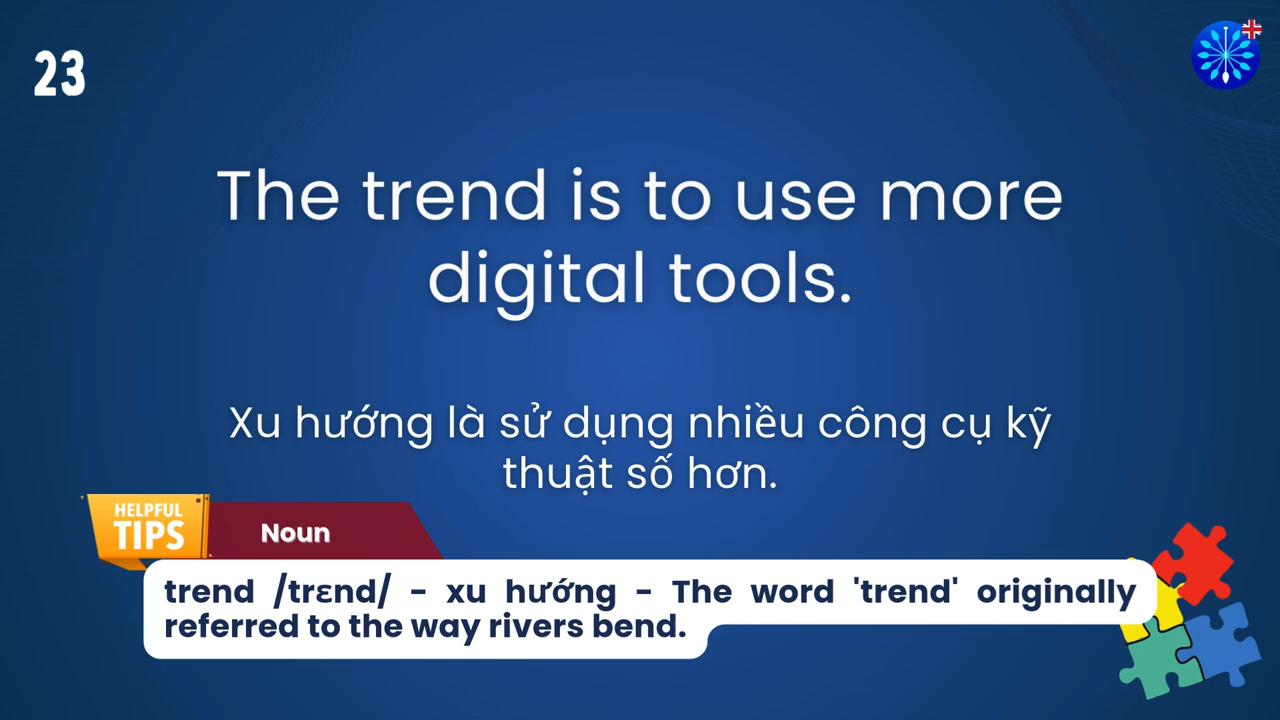 23
The trend is to use more
digital tools.
Xu hướng là sử dụng nhiều công cụ kỹ
thuật số hơn.
HELPFUL
TIPS
Noun
trend /trɛnd/ - xu hướng - The word 'trend' originally
referred to the way rivers bend.